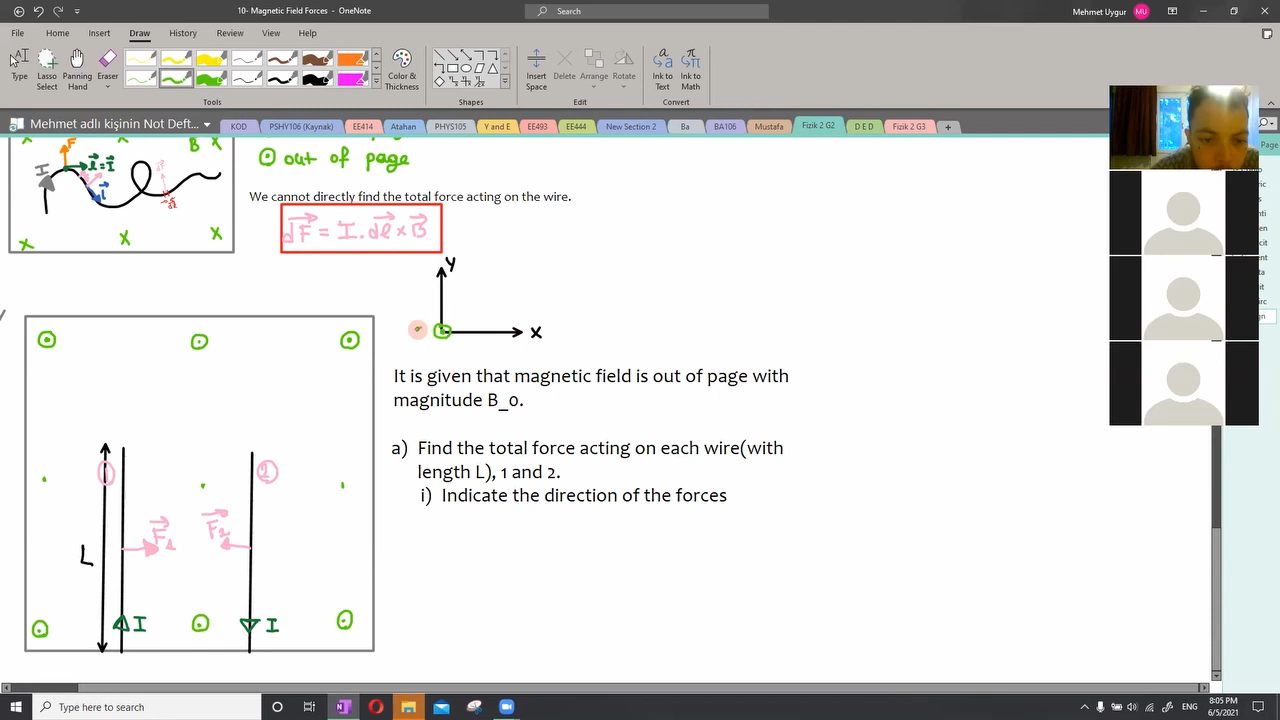 10- Magnetic Field Forces - OneNote
Search
Mehmet Uygur
MU
File Home Insert Draw History Review View Help
Type
Lasso Select
Panning Hand
Eraser
Color & Thickness
Insert Space
Delete
Arrange
Rotate
Ink to Text
Ink to Math
Tools
Shapes
Edit
Convert
Mehmet adlı kişinin Not Deft...
KOD PSHY106 (Kaynak) EE414 Atahan PHYS105 Y and E EE493 EE444 New Section 2 Ba BA106 Mustafa Fizik 2 G2 D E D Fizik 2 G3 +
Page
F
I
B X
X
X
X
out of page
We cannot directly find the total force acting on the wire.
dF = I . dl x B
y
x
It is given that magnetic field is out of page with
magnitude B_0.
a) Find the total force acting on each wire(with
length L), 1 and 2.
i) Indicate the direction of the forces
1
2
F1
F2
L
I
I
Type here to search
ENG
8:05 PM
6/5/2021